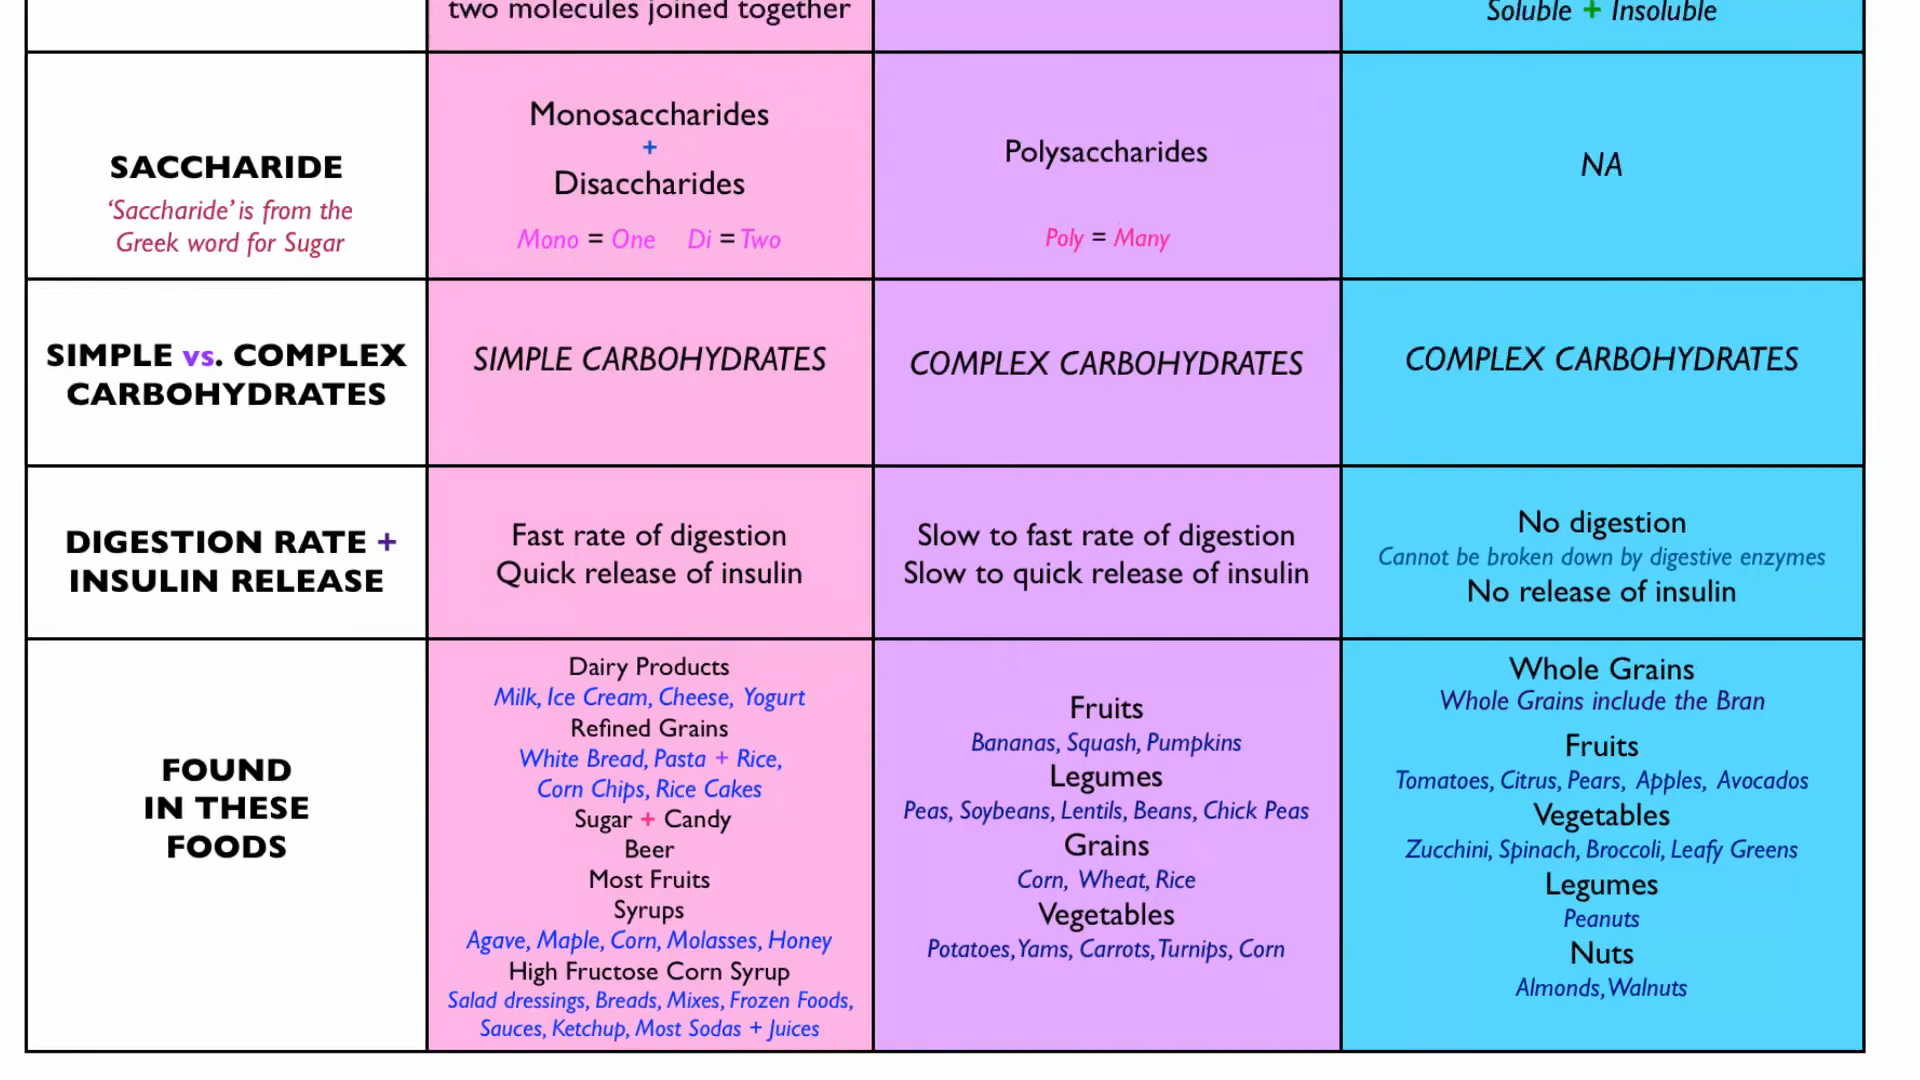 two molecules joined together
Soluble + Insoluble
SACCHARIDE
‘Saccharide’ is from the
Greek word for Sugar
Monosaccharides
+
Disaccharides
Mono = One Di = Two
Polysaccharides
Poly = Many
NA
SIMPLE vs. COMPLEX
CARBOHYDRATES
SIMPLE CARBOHYDRATES
COMPLEX CARBOHYDRATES
COMPLEX CARBOHYDRATES
DIGESTION RATE +
INSULIN RELEASE
Fast rate of digestion
Quick release of insulin
Slow to fast rate of digestion
Slow to quick release of insulin
No digestion
Cannot be broken down by digestive enzymes
No release of insulin
FOUND
IN THESE
FOODS
Dairy Products
Milk, Ice Cream, Cheese, Yogurt
Refined Grains
White Bread, Pasta + Rice,
Corn Chips, Rice Cakes
Sugar + Candy
Beer
Most Fruits
Syrups
Agave, Maple, Corn, Molasses, Honey
High Fructose Corn Syrup
Salad dressings, Breads, Mixes, Frozen Foods,
Sauces, Ketchup, Most Sodas + Juices
Fruits
Bananas, Squash, Pumpkins
Legumes
Peas, Soybeans, Lentils, Beans, Chick Peas
Grains
Corn, Wheat, Rice
Vegetables
Potatoes, Yams, Carrots, Turnips, Corn
Whole Grains
Whole Grains include the Bran
Fruits
Tomatoes, Citrus, Pears, Apples, Avocados
Vegetables
Zucchini, Spinach, Broccoli, Leafy Greens
Legumes
Peanuts
Nuts
Almonds, Walnuts